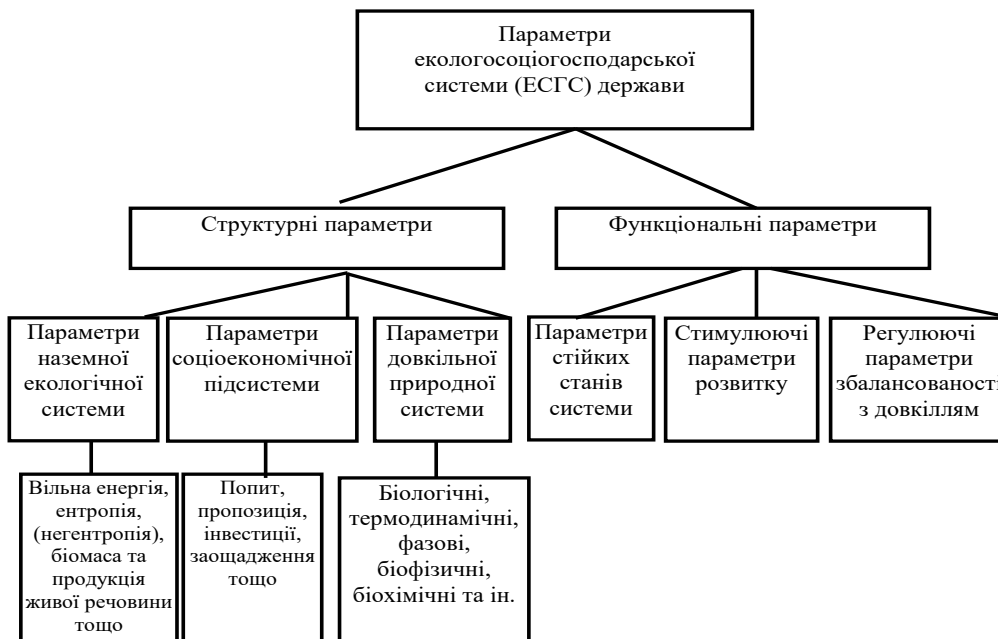 Параметри
екологосоціогосподарської
системи (ЕСГС) держави
Структурні параметри
Функціональні параметри
Параметри
наземної
екологічної
системи
Параметри
соціоекономічної
підсистеми
Параметри
довкільної
природної
системи
Параметри
стійких
станів
системи
Стимулюючі
параметри
розвитку
Регулюючі
параметри
збалансованості
з довкіллям
Вільна енергія,
ентропія,
(негентропія),
біомаса та
продукція
живої речовини
тощо
Попит,
пропозиція,
інвестиції,
заощадження
тощо
Біологічні,
термодинамічні,
фазові,
біофізичні,
біохімічні та ін.